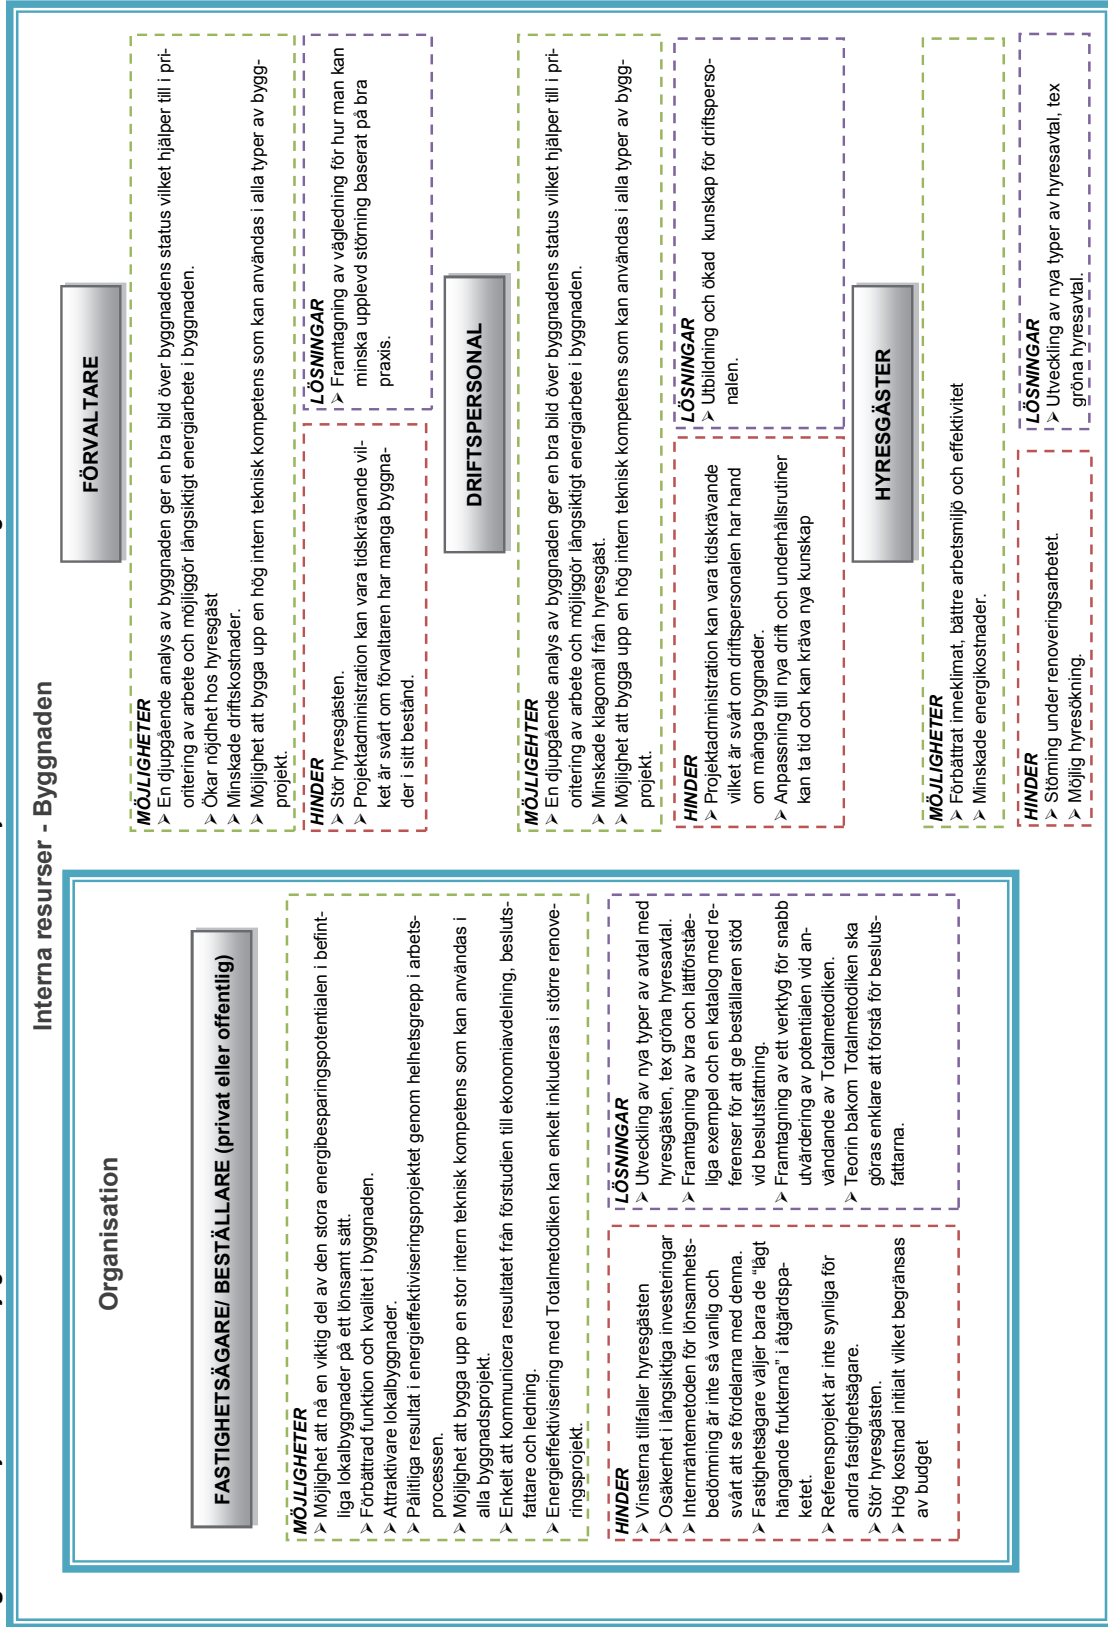 Interna resurser - Byggnaden
Organisation
FASTIGHETSÄGARE/ BESTÄLLARE (privat eller offentlig)
MÖJLIGHETER
➢ Möjlighet att nå en viktig del av den stora energibesparingspotentialen i befint-
liga lokalbyggnader på ett lönsamt sätt.
➢ Förbättrad funktion och kvalitet i byggnaden.
➢ Attraktivare lokalbyggnader.
➢ Pålitliga resultat i energieffektiviseringsprojektet genom helhetsgrepp i arbets-
processen.
➢ Möjlighet att bygga upp en stor intern teknisk kompetens som kan användas i
alla byggnadsprojekt.
➢ Enkelt att kommunicera resultatet från förstudien till ekonomiavdelning, besluts-
fattare och ledning.
➢ Energieffektivisering med Totalmetodiken kan enkelt inkluderas i större renove-
ringsprojekt.
HINDER
➢ Vinsterna tillfaller hyresgästen
➢ Osäkerhet i långsiktiga investeringar
➢ Internräntemetoden för lönsamhets-
bedömning är inte så vanlig och
svårt att se fördelarna med denna.
➢ Fastighetsägare väljer bara de "lågt
hängande frukterna" i åtgärdspa-
ketet.
➢ Referensprojekt är inte synliga för
andra fastighetsägare.
➢ Stör hyresgästen.
➢ Hög kostnad initialt vilket begränsas
av budget
LÖSNINGAR
➢ Utveckling av nya typer av avtal med
hyresgästen, tex gröna hyresavtal.
➢ Framtagning av bra och lättförståe-
liga exempel och en katalog med re-
ferenser för att ge beställaren stöd
vid beslutsfattning.
➢ Framtagning av ett verktyg för snabb
utvärdering av potentialen vid an-
vändande av Totalmetodiken.
➢ Teorin bakom Totalmetodiken ska
göras enklare att förstå för besluts-
fattarna.
FÖRVALTARE
MÖJLIGHETER
➢ En djupgående analys av byggnaden ger en bra bild över byggnadens status vilket hjälper till i pri-
oritering av arbete och möjliggör långsiktigt energiarbete i byggnaden.
➢ Ökar nöjdhet hos hyresgäst
➢ Minskade driftskostnader.
➢ Möjlighet att bygga upp en hög intern teknisk kompetens som kan användas i alla typer av bygg-
projekt.
HINDER
➢ Stör hyresgästen.
➢ Projektadministration kan vara tidskrävande vil-
ket är svårt om förvaltaren har manga byggna-
der i sitt bestånd.
LÖSNINGAR
➢ Framtagning av vägledning för hur man kan
minska upplevd störning baserat på bra
praxis.
DRIFTSPERSONAL
MÖJLIGEHTER
➢ En djupgående analys av byggnaden ger en bra bild över byggnadens status vilket hjälper till i pri-
oritering av arbete och möjliggör långsiktigt energiarbete i byggnaden.
➢ Minskade klagomål från hyresgäst.
➢ Möjlighet att bygga upp en hög intern teknisk kompetens som kan användas i alla typer av bygg-
projekt.
HINDER
➢ Projektadministration kan vara tidskrävande
vilket är svårt om driftspersonalen har hand
om många byggnader.
➢ Anpassning till nya drift och underhållsrutiner
kan ta tid och kan kräva nya kunskap
LÖSNINGAR
➢ Utbildning och ökad kunskap för driftsperso-
nalen.
HYRESGÄSTER
MÖJLIGHETER
➢ Förbättrat inneklimat, bättre arbetsmiljö och effektivitet
➢ Minskade energikostnader.
HINDER
➢ Störning under renoveringsarbetet.
➢ Möjlig hyresökning.
LÖSNINGAR
➢ Utveckling av nya typer av hyresavtal, tex
gröna hyresavtal.